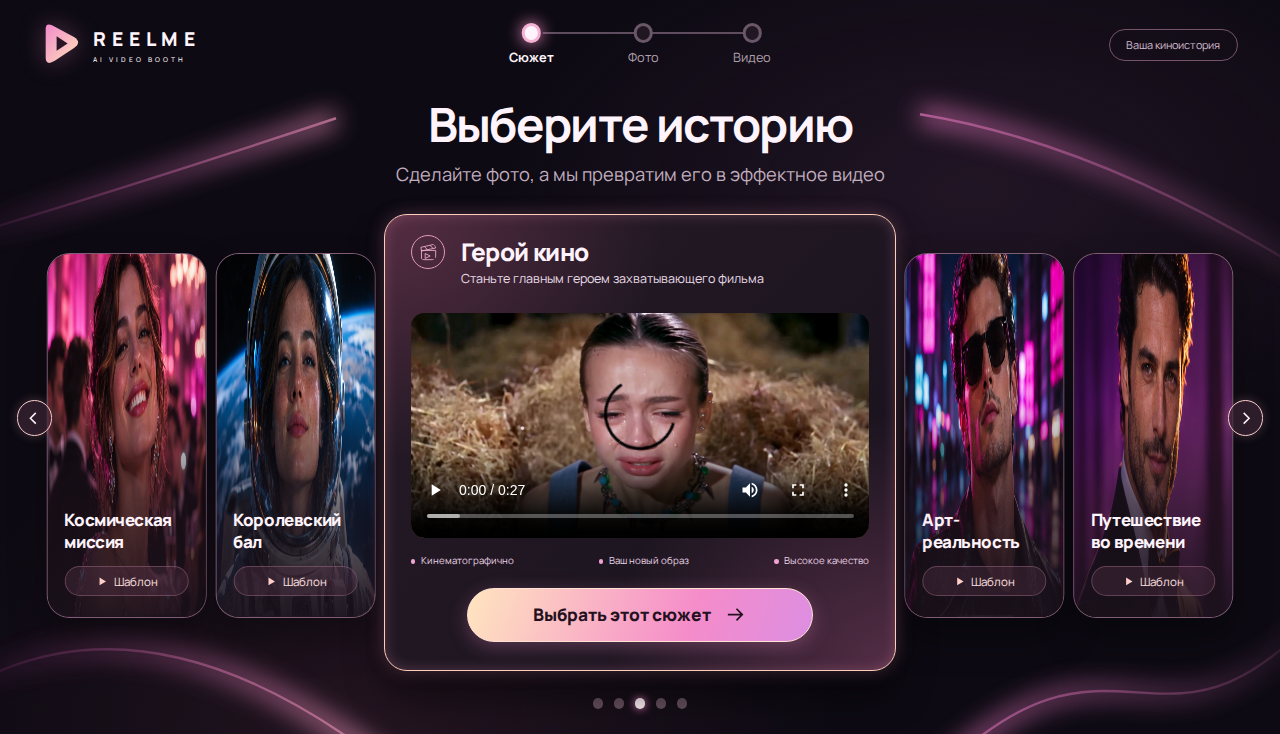 REELME
AI VIDEO BOOTH
Сюжет
Фото
Видео
Ваша киноистория
Выберите историю
Сделайте фото, а мы превратим его в эффектное видео
Герой кино
Станьте главным героем захватывающего фильма
0:00 / 0:27
Космическая
миссия
Шаблон
Королевский
бал
Шаблон
Кинематографично
Ваш новый образ
Высокое качество
Выбрать этот сюжет
Арт-
реальность
Шаблон
Путешествие
во времени
Шаблон